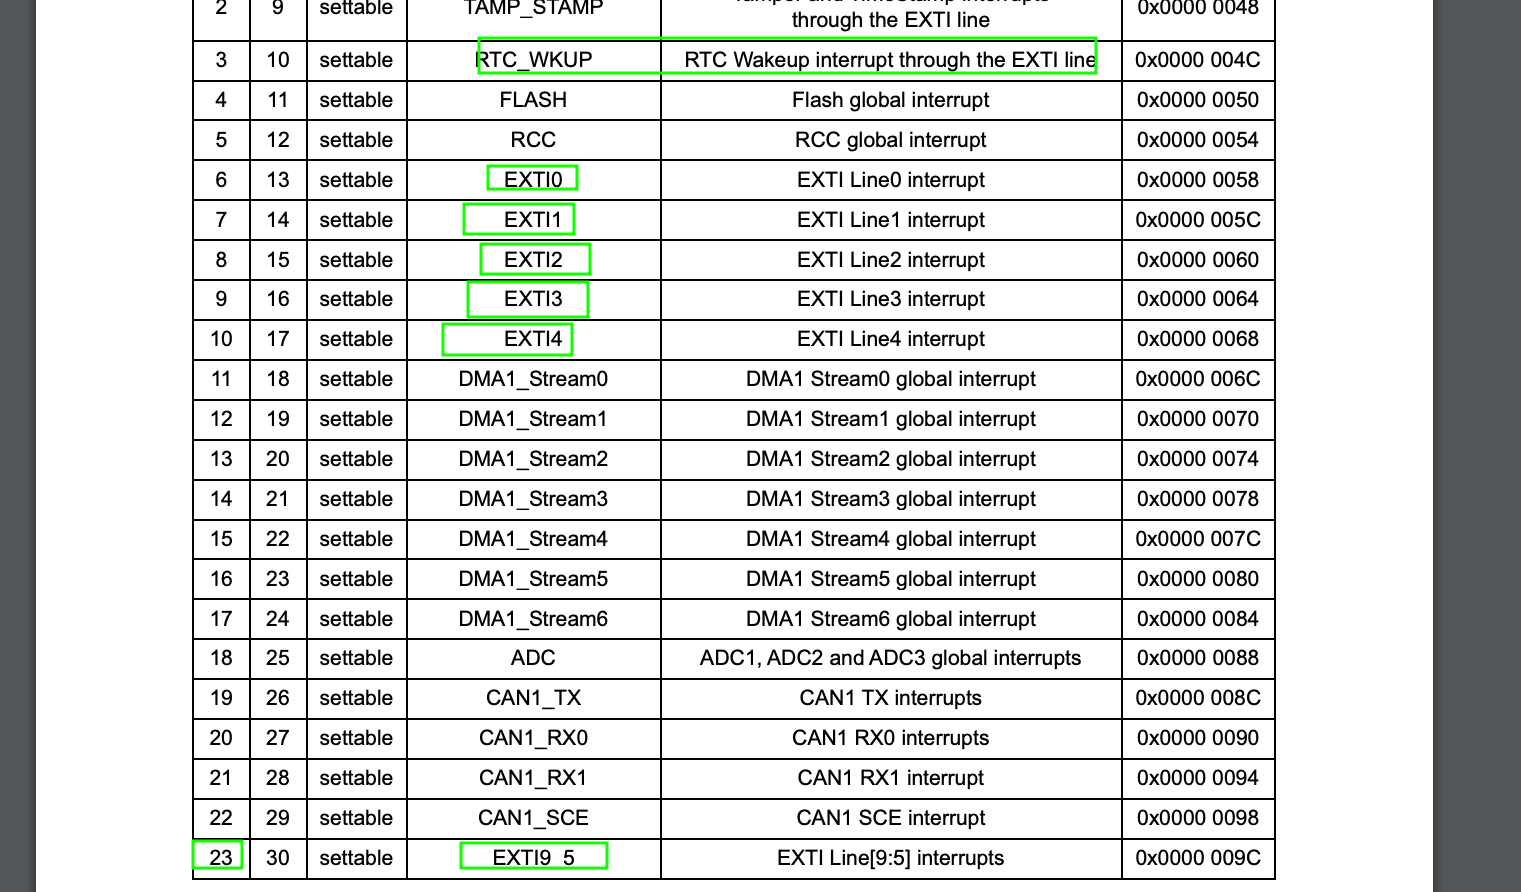 2 9 settable TAMP_STAMP through the EXTI line 0x0000 0048
3 10 settable RTC_WKUP RTC Wakeup interrupt through the EXTI line 0x0000 004C
4 11 settable FLASH Flash global interrupt 0x0000 0050
5 12 settable RCC RCC global interrupt 0x0000 0054
6 13 settable EXTI0 EXTI Line0 interrupt 0x0000 0058
7 14 settable EXTI1 EXTI Line1 interrupt 0x0000 005C
8 15 settable EXTI2 EXTI Line2 interrupt 0x0000 0060
9 16 settable EXTI3 EXTI Line3 interrupt 0x0000 0064
10 17 settable EXTI4 EXTI Line4 interrupt 0x0000 0068
11 18 settable DMA1_Stream0 DMA1 Stream0 global interrupt 0x0000 006C
12 19 settable DMA1_Stream1 DMA1 Stream1 global interrupt 0x0000 0070
13 20 settable DMA1_Stream2 DMA1 Stream2 global interrupt 0x0000 0074
14 21 settable DMA1_Stream3 DMA1 Stream3 global interrupt 0x0000 0078
15 22 settable DMA1_Stream4 DMA1 Stream4 global interrupt 0x0000 007C
16 23 settable DMA1_Stream5 DMA1 Stream5 global interrupt 0x0000 0080
17 24 settable DMA1_Stream6 DMA1 Stream6 global interrupt 0x0000 0084
18 25 settable ADC ADC1, ADC2 and ADC3 global interrupts 0x0000 0088
19 26 settable CAN1_TX CAN1 TX interrupts 0x0000 008C
20 27 settable CAN1_RX0 CAN1 RX0 interrupts 0x0000 0090
21 28 settable CAN1_RX1 CAN1 RX1 interrupt 0x0000 0094
22 29 settable CAN1_SCE CAN1 SCE interrupt 0x0000 0098
23 30 settable EXTI9_5 EXTI Line[9:5] interrupts 0x0000 009C